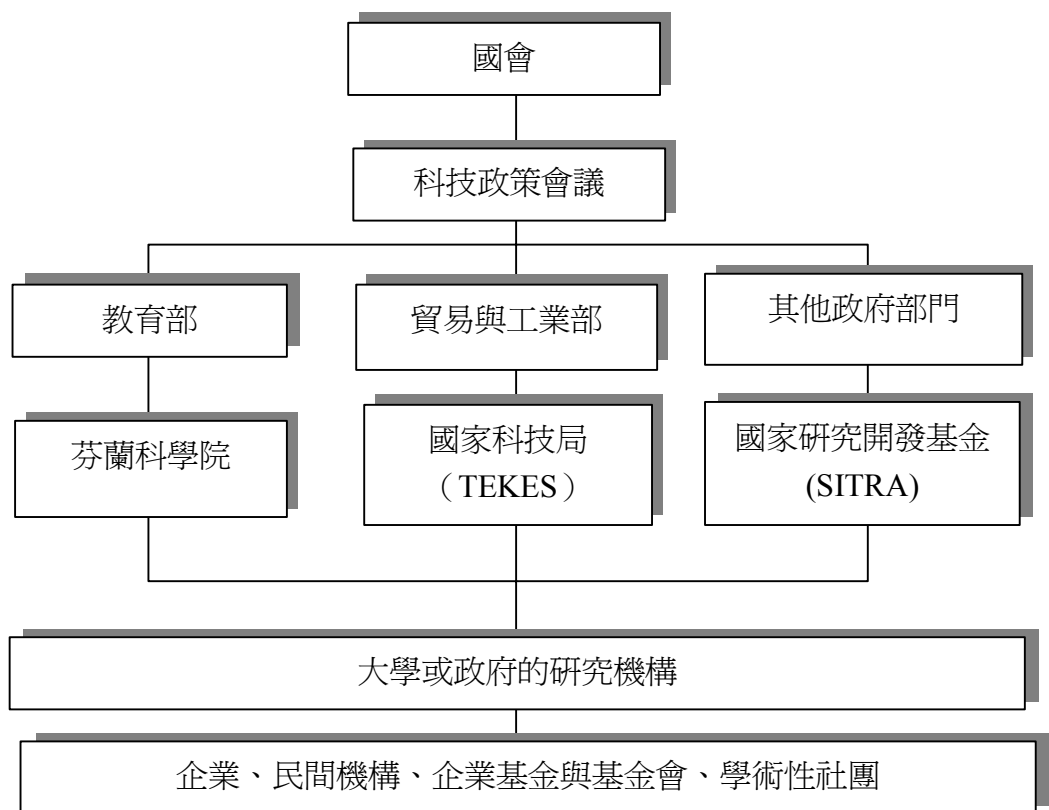 國會
科技政策會議
教育部
貿易與工業部
其他政府部門
芬蘭科學院
國家科技局
（TEKES）
國家研究開發基金
(SITRA)
大學或政府的研究機構
企業、民間機構、企業基金與基金會、學術性社團